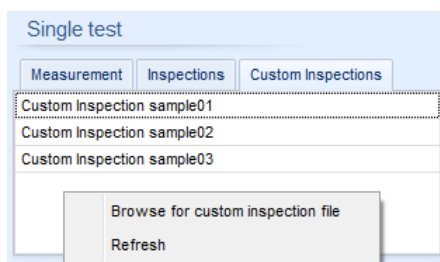 Single test
Measurement Inspections Custom Inspections
Custom Inspection sample01
Custom Inspection sample02
Custom Inspection sample03
Browse for custom inspection file
Refresh